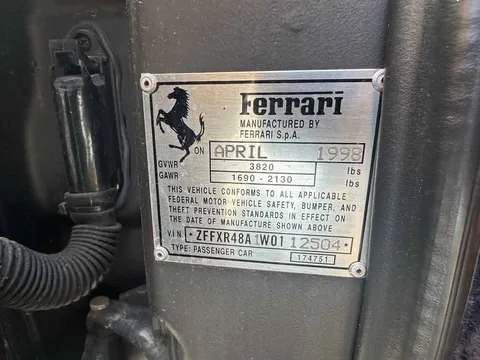 Ferrari
MANUFACTURED BY
FERRARI S.p.A.
ON APRIL 1998
GVWR 3820 lbs
GAWR 1690 - 2130 lbs
THIS VEHICLE CONFORMS TO ALL APPLICABLE
FEDERAL MOTOR VEHICLE SAFETY, BUMPER, AND
THEFT PREVENTION STANDARDS IN EFFECT ON
THE DATE OF MANUFACTURE SHOWN ABOVE
V.I.N. *ZFFXR48A1W0112504*
TYPE: PASSENGER CAR 174751